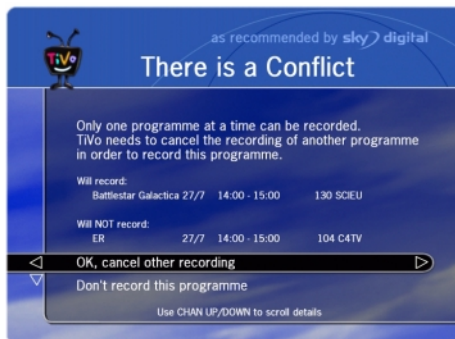 as recommended by sky digital
TiVo
There is a Conflict
Only one programme at a time can be recorded.
TiVo needs to cancel the recording of another programme
in order to record this programme.
Will record:
Battlestar Galactica 27/7 14:00 - 15:00 130 SCIEU
Will NOT record:
ER 27/7 14:00 - 15:00 104 C4TV
OK, cancel other recording
Don't record this programme
Use CHAN UP/DOWN to scroll details